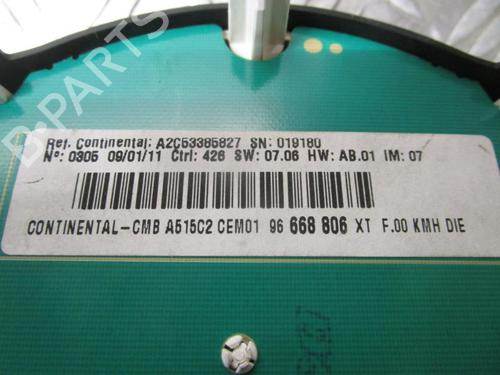 Ref. Continental: A2C53385827 SN: 019180
Nº: 0305 09/01/11 Ctrl: 426 SW: 07.06 HW: AB.01 IM: 07
CONTINENTAL-CMB A515C2 CEM01 96 668 806 XT F.00 KMH DIE
B-PARTS